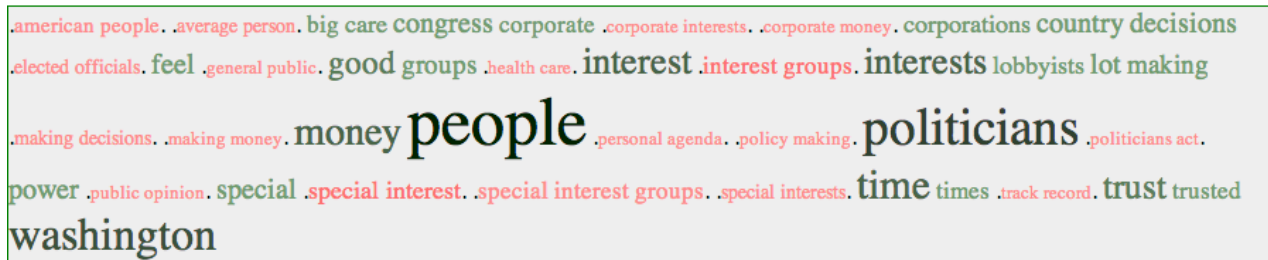 .american people. .average person. big care congress corporate .corporate interests. .corporate money. corporations country decisions
.elected officials. feel .general public. good groups .health care. interest .interest groups. interests lobbyists lot making
.making decisions. .making money. money people .personal agenda. .policy making. politicians .politicians act.
power .public opinion. special .special interest. .special interest groups. .special interests. time times .track record. trust trusted
washington